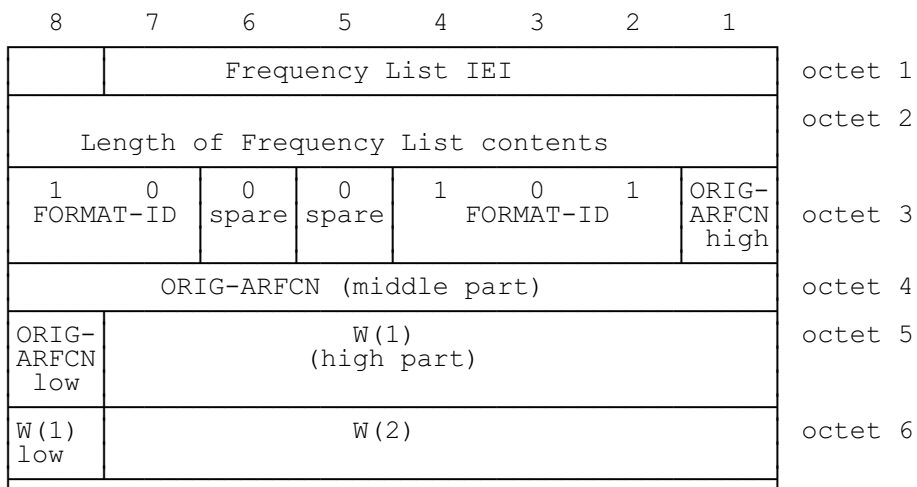 8 7 6 5 4 3 2 1
Frequency List IEI octet 1
octet 2
Length of Frequency List contents
1 0 0 0 1 0 1 ORIG-
FORMAT-ID spare spare FORMAT-ID ARFCN octet 3
high
ORIG-ARFCN (middle part) octet 4
ORIG- W(1) octet 5
ARFCN (high part)
low
W(1) W(2) octet 6
low